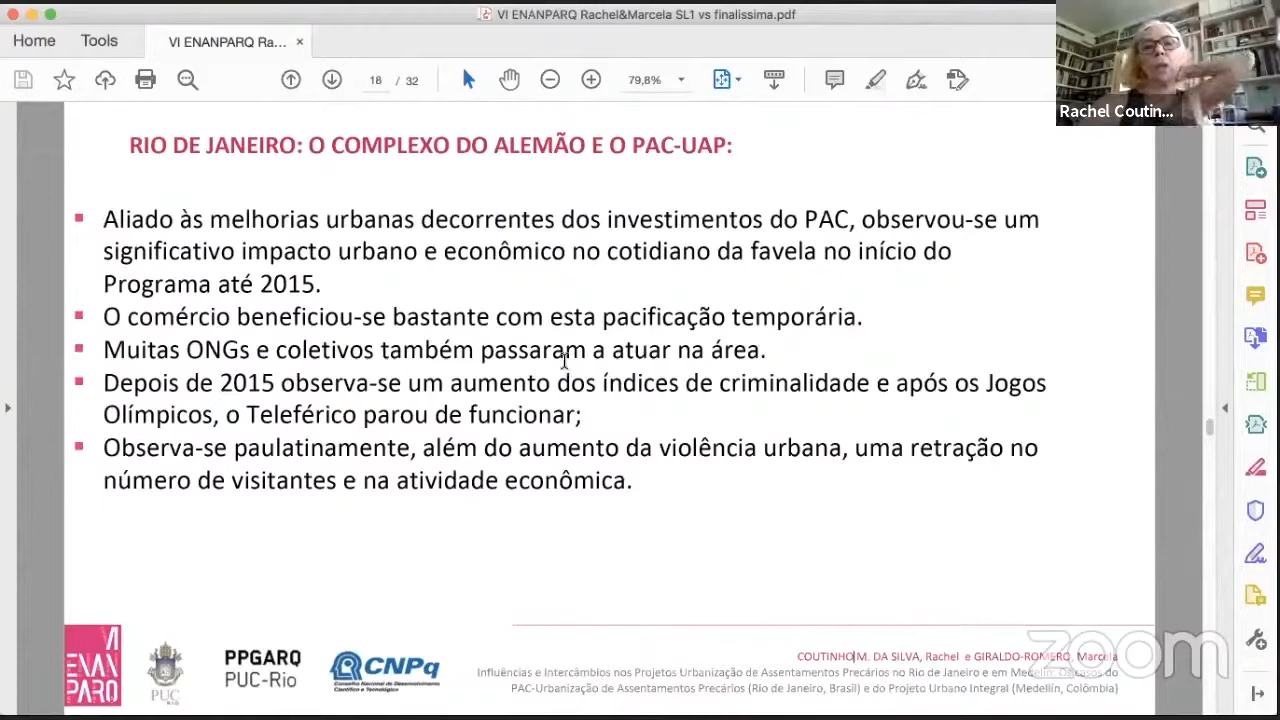 VI ENANPARQ Rachel&Marcela SL1 vs finalissima.pdf
Home Tools VI ENANPARQ Ra... ×
18 / 32 79,8%
Rachel Coutin...
RIO DE JANEIRO: O COMPLEXO DO ALEMÃO E O PAC-UAP:
Aliado às melhorias urbanas decorrentes dos investimentos do PAC, observou-se um
significativo impacto urbano e econômico no cotidiano da favela no início do
Programa até 2015.
O comércio beneficiou-se bastante com esta pacificação temporária.
Muitas ONGs e coletivos também passaram a atuar na área.
Depois de 2015 observa-se um aumento dos índices de criminalidade e após os Jogos
Olímpicos, o Teleférico parou de funcionar;
Observa-se paulatinamente, além do aumento da violência urbana, uma retração no
número de visitantes e na atividade econômica.
VI
ENAN
PARQ
PUC
RIO
PPGARQ
PUC-Rio
CNPq
Conselho Nacional de Desenvolvimento
Científico e Tecnológico
zoom
COUTINHO M. DA SILVA, Rachel e GIRALDO-ROMERO, Marcela
Influências e Intercâmbios nos Projetos Urbanização de Assentamentos Precários no Rio de Janeiro e em Medelín: Os casos do
PAC-Urbanização de Assentamentos Precários (Rio de Janeiro, Brasil) e do Projeto Urbano Integral (Medellín, Colômbia)